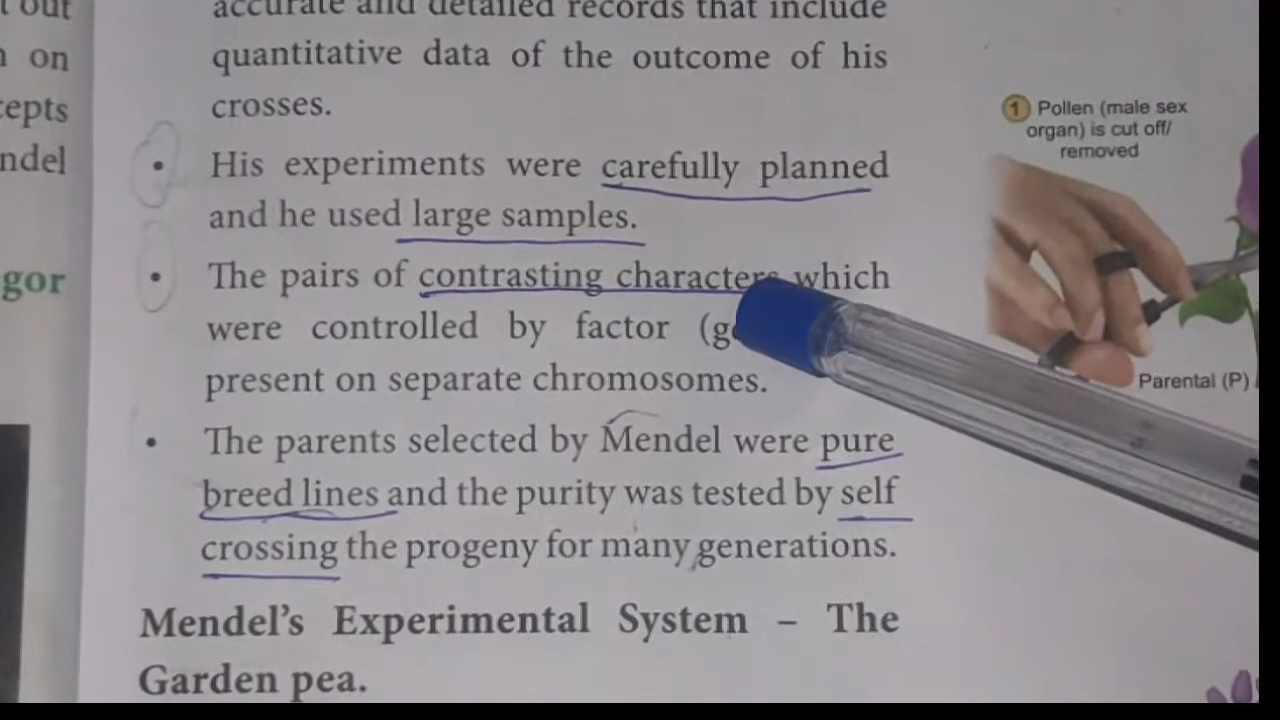 t out
on
cepts
ndel
gor
accurate and detailed records that include
quantitative data of the outcome of his
crosses.
• His experiments were carefully planned
and he used large samples.
• The pairs of contrasting characters which
were controlled by factor (g
present on separate chromosomes.
• The parents selected by Mendel were pure
breed lines and the purity was tested by self
crossing the progeny for many generations.
Mendel's Experimental System – The
Garden pea.
1 Pollen (male sex
organ) is cut off/
removed
Parental (P)